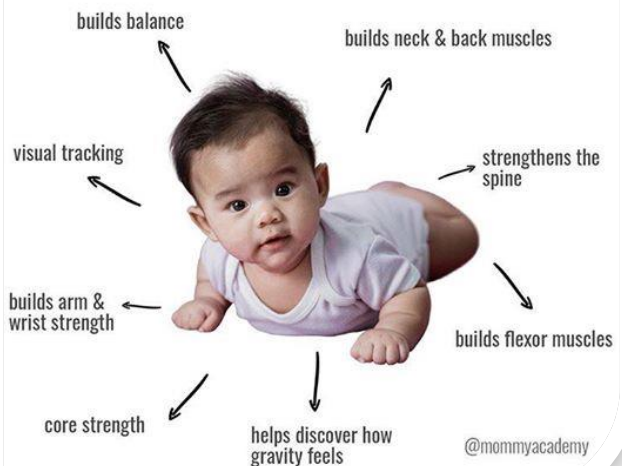 builds balance
builds neck & back muscles
visual tracking
strengthens the
spine
builds arm &
wrist strength
builds flexor muscles
core strength
helps discover how
gravity feels
@mommyacademy